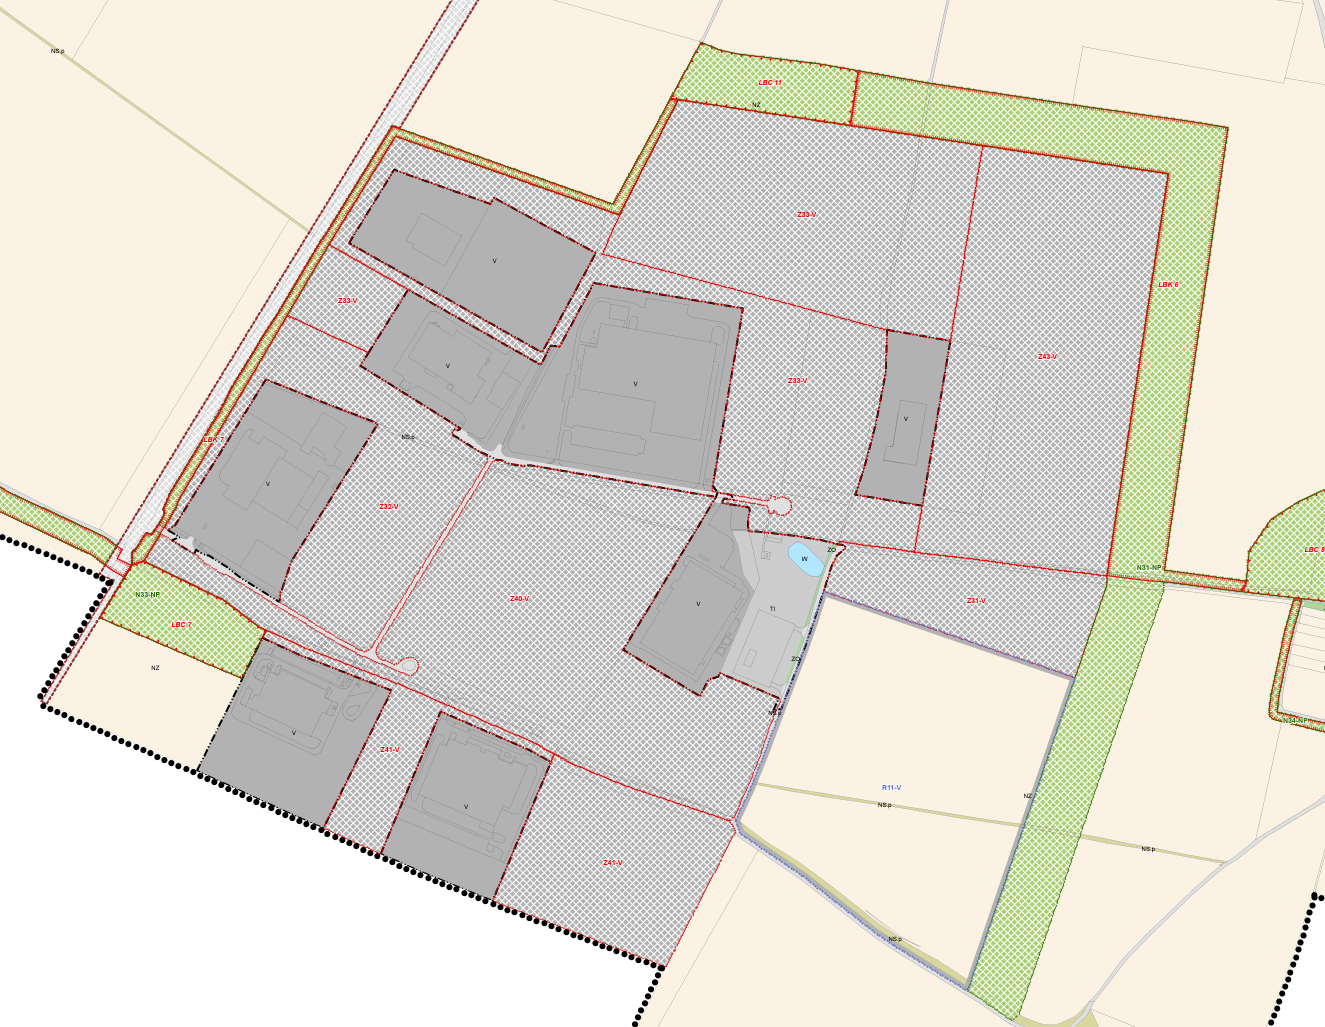 NS.p
LBC 11
NZ
Z33-V
V
LBK 6
Z33-V
Z43-V
V
V
Z33-V
V
V
NS.p
LBK 7
V
Z32-V
ZO
LBC 8
W
N31-NP
N33-NP
Z40-V
V
TI
Z31-V
LBC 7
ZO
NZ
NS.p
N34-NP
V
Z41-V
R11-V
NZ
NS.p
V
NS.p
Z41-V
NS.p